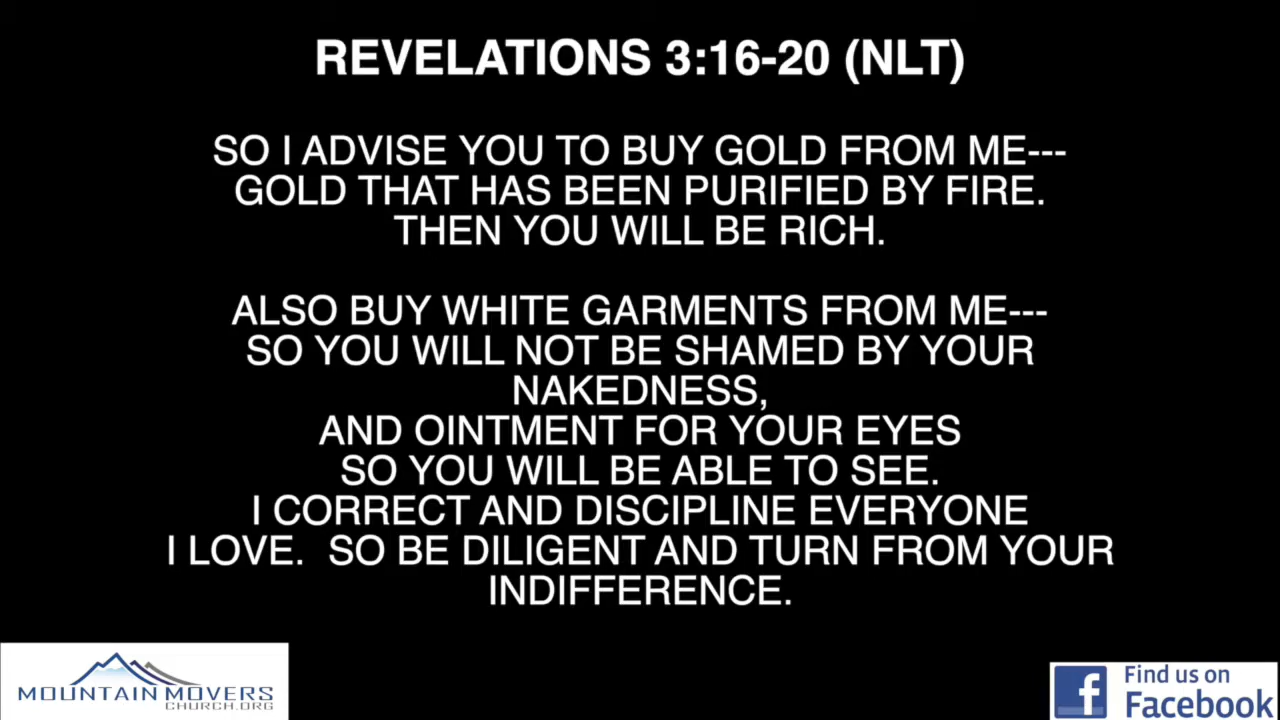 REVELATIONS 3:16-20 (NLT)
SO I ADVISE YOU TO BUY GOLD FROM ME---
GOLD THAT HAS BEEN PURIFIED BY FIRE.
THEN YOU WILL BE RICH.
ALSO BUY WHITE GARMENTS FROM ME---
SO YOU WILL NOT BE SHAMED BY YOUR
NAKEDNESS,
AND OINTMENT FOR YOUR EYES
SO YOU WILL BE ABLE TO SEE.
I CORRECT AND DISCIPLINE EVERYONE
I LOVE.  SO BE DILIGENT AND TURN FROM YOUR
INDIFFERENCE.
MOUNTAIN MOVERS
CHURCH.ORG
f
Find us on
Facebook